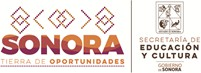 SONORA
TIERRA DE OPORTUNIDADES
SECRETARÍA
DE EDUCACIÓN
Y CULTURA
GOBIERNO
DE SONORA